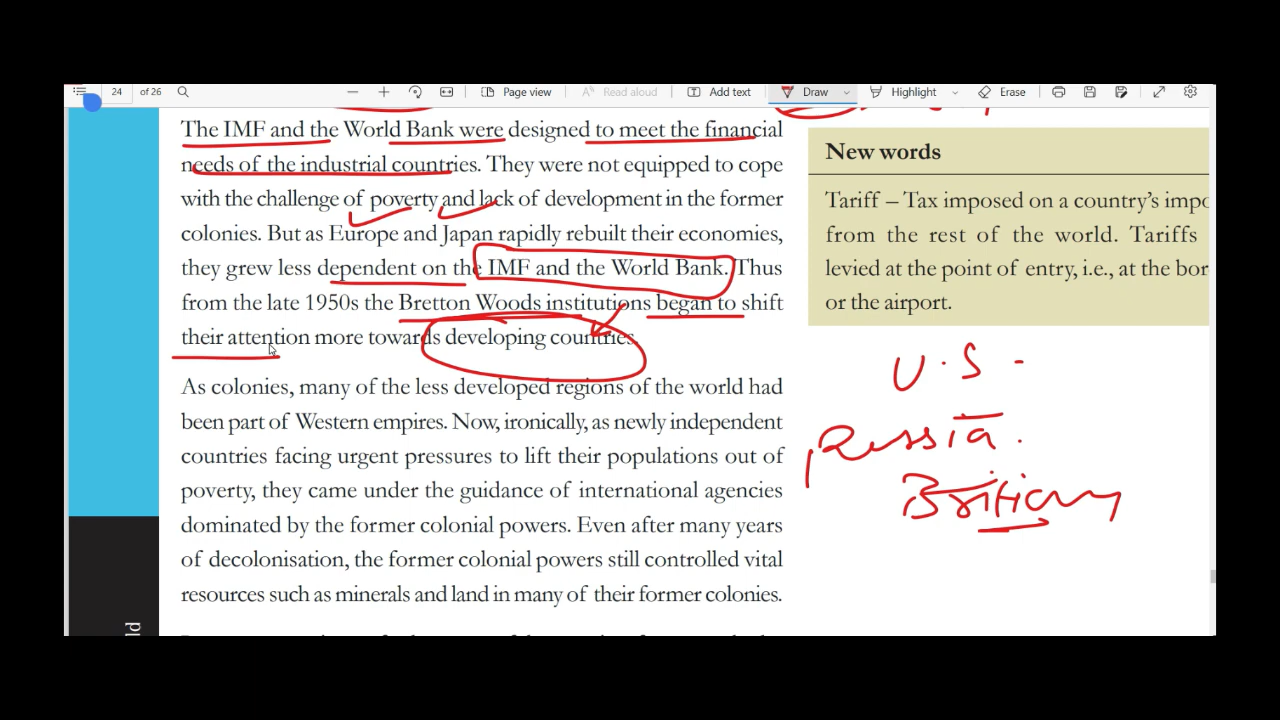 24 of 26 Page view Read aloud Add text Draw Highlight Erase
The IMF and the World Bank were designed to meet the financial
needs of the industrial countries. They were not equipped to cope
with the challenge of poverty and lack of development in the former
colonies. But as Europe and Japan rapidly rebuilt their economies,
they grew less dependent on the IMF and the World Bank. Thus
from the late 1950s the Bretton Woods institutions began to shift
their attention more towards developing countries.
As colonies, many of the less developed regions of the world had
been part of Western empires. Now, ironically, as newly independent
countries facing urgent pressures to lift their populations out of
poverty, they came under the guidance of international agencies
dominated by the former colonial powers. Even after many years
of decolonisation, the former colonial powers still controlled vital
resources such as minerals and land in many of their former colonies.
New words
Tariff – Tax imposed on a country's impo
from the rest of the world. Tariffs
levied at the point of entry, i.e., at the bor
or the airport.
U.S -
Russia.
ld